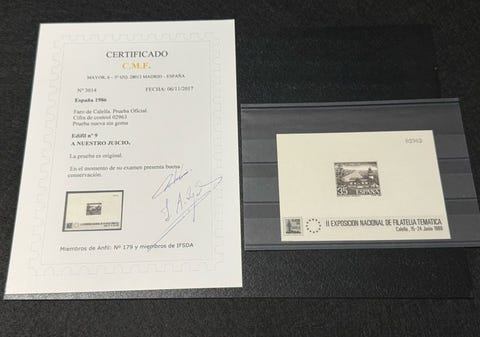 CERTIFICADO
C.M.F.
MAYOR, 6 - 5º IZQ. 28013 MADRID - ESPAÑA
Nº 3014 FECHA: 06/11/2017
España 1986
Faro de Calella. Prueba Oficial.
Cifra de control 02963
Prueba nueva sin goma
Edifil nº 9
A NUESTRO JUICIO,
La prueba es original.
En el momento de su examen presenta buena
conservación.
Miembros de Anfil: Nº 179 y miembros de IFSDA
02963
35
ESPAÑA
II EXPOSICION NACIONAL DE FILATELIA TEMATICA
Calella, 15-24 Junio 1986